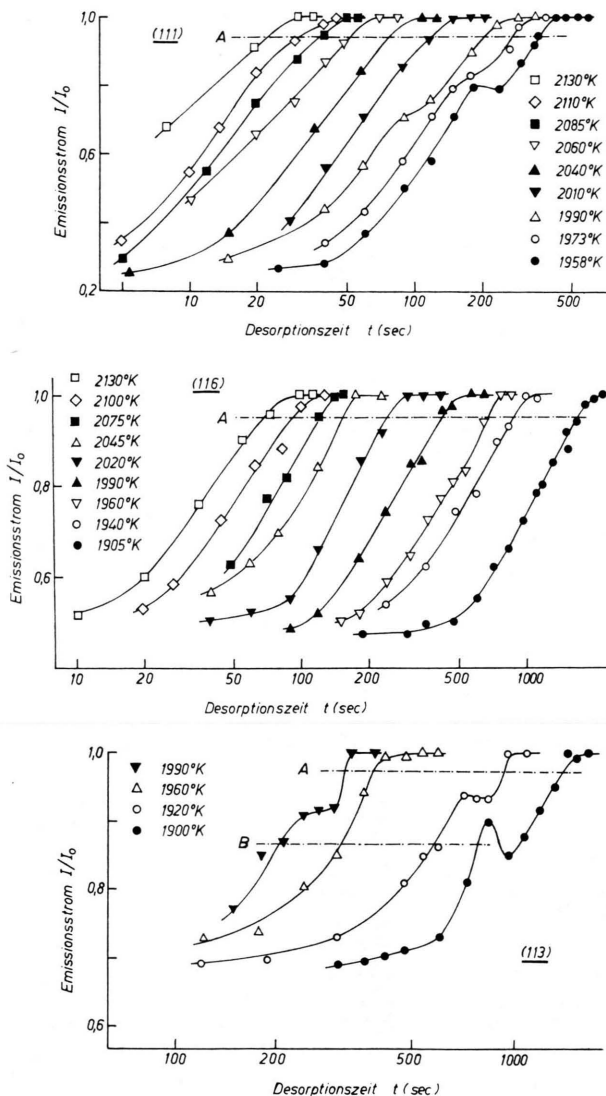 1,0
0,6
0,2
Emissionsstrom I/I₀
(111)
A
2130°K
2110°K
2085°K
2060°K
2040°K
2010°K
1990°K
1973°K
1958°K
5 10 20 50 100 200 500
Desorptionszeit t (sec)
1,0
0,8
0,6
Emissionsstrom I/I₀
2130°K
2100°K
2075°K
2045°K
2020°K
1990°K
1960°K
1940°K
1905°K
(116)
A
10 20 50 100 200 500 1000
Desorptionszeit t (sec)
1,0
0,8
0,6
Emissionsstrom I/I₀
1990°K
1960°K
1920°K
1900°K
A
B
(113)
100 200 500 1000
Desorptionszeit t (sec)